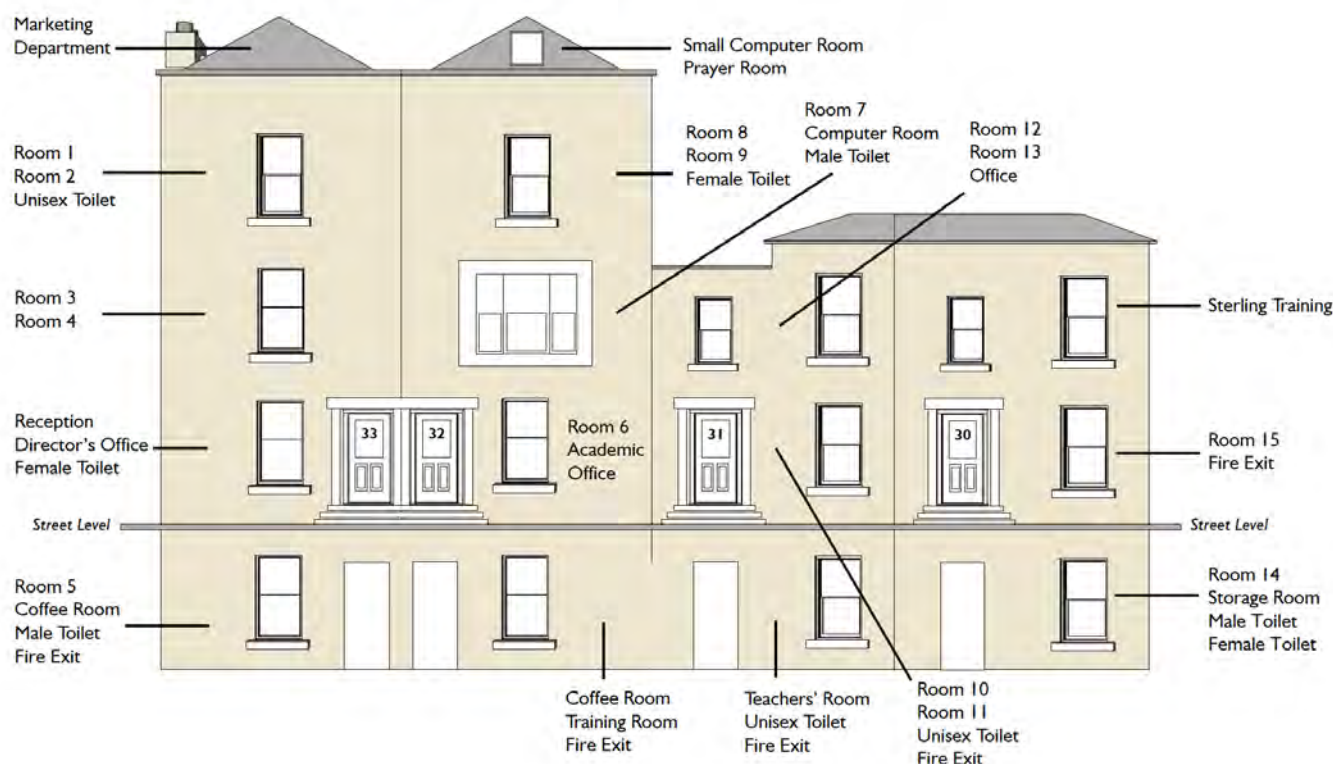 Marketing
Department
Small Computer Room
Prayer Room
Room 1
Room 2
Unisex Toilet
Room 8
Room 9
Female Toilet
Room 7
Computer Room
Male Toilet
Room 12
Room 13
Office
Room 3
Room 4
Sterling Training
Reception
Director's Office
Female Toilet
33
32
Room 6
Academic
Office
31
30
Room 15
Fire Exit
Street Level
Street Level
Room 5
Coffee Room
Male Toilet
Fire Exit
Room 14
Storage Room
Male Toilet
Female Toilet
Coffee Room
Training Room
Fire Exit
Teachers' Room
Unisex Toilet
Fire Exit
Room 10
Room 11
Unisex Toilet
Fire Exit